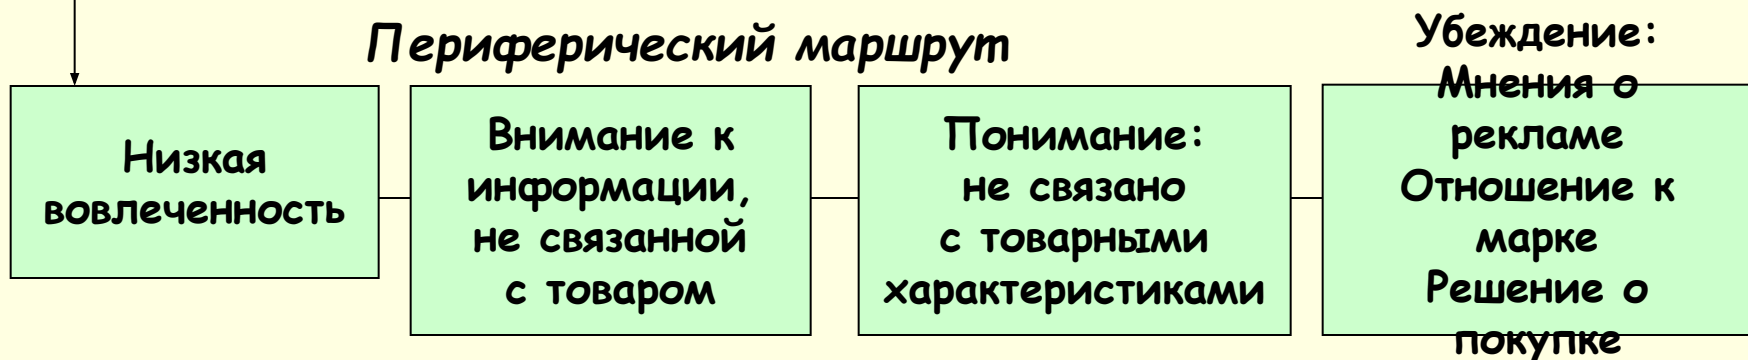 Периферический маршрут
Низкая
вовлеченность
Внимание к
информации,
не связанной
с товаром
Понимание:
не связано
с товарными
характеристиками
Убеждение:
Мнения о
рекламе
Отношение к
марке
Решение о
покупке